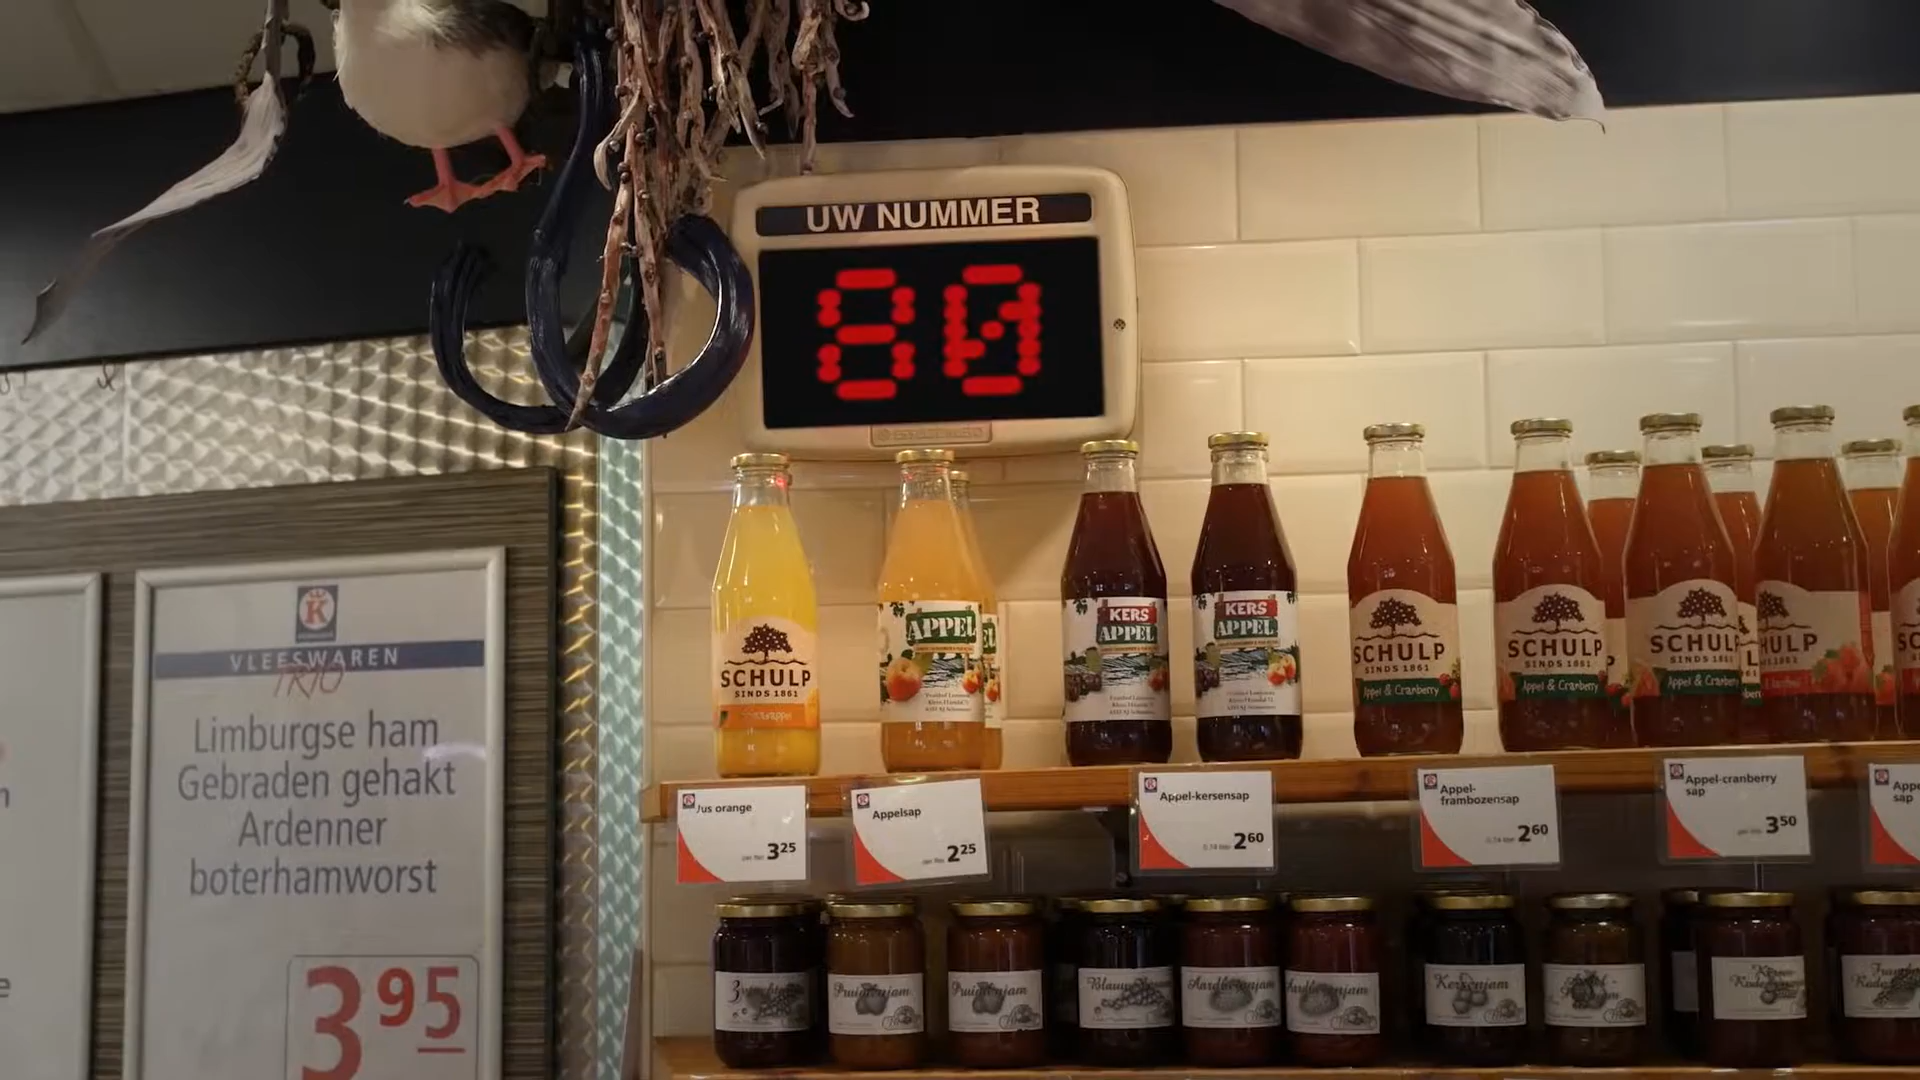 UW NUMMER
80
K
VLEESWAREN
TRIO
Limburgse ham
Gebraden gehakt
Ardenner
boterhamworst
3 95
SCHULP
SINDS 1861
APPEL
KERS
APPEL
KERS
APPEL
SCHULP
SINDS 1861
Appel & Cranberry
SCHULP
SINDS 1861
Appel & Cranberry
SCHULP
SINDS 1861
Appel & Cranberry
Jus orange
3 25
Appelsap
2 25
Appel-kersensap
2 60
Appel-
frambozensap
2 60
Appel-cranberry
sap
3 50
sap
Pruimenjam
Pruimenjam
Aardbeienjam
Aardbeienjam
Kersenjam